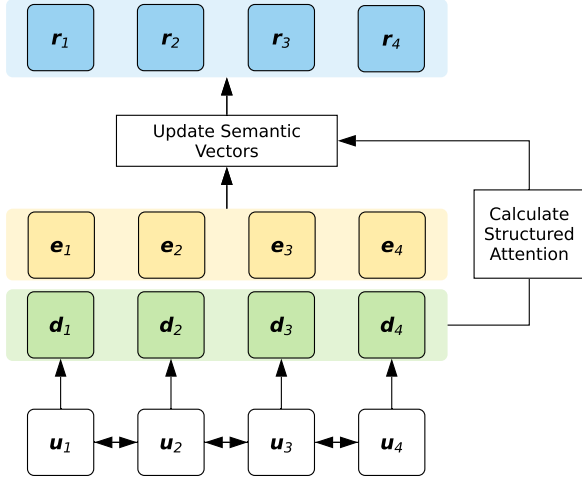 r1 r2 r3 r4
Update Semantic
Vectors
e1 e2 e3 e4
Calculate
Structured
Attention
d1 d2 d3 d4
u1 u2 u3 u4